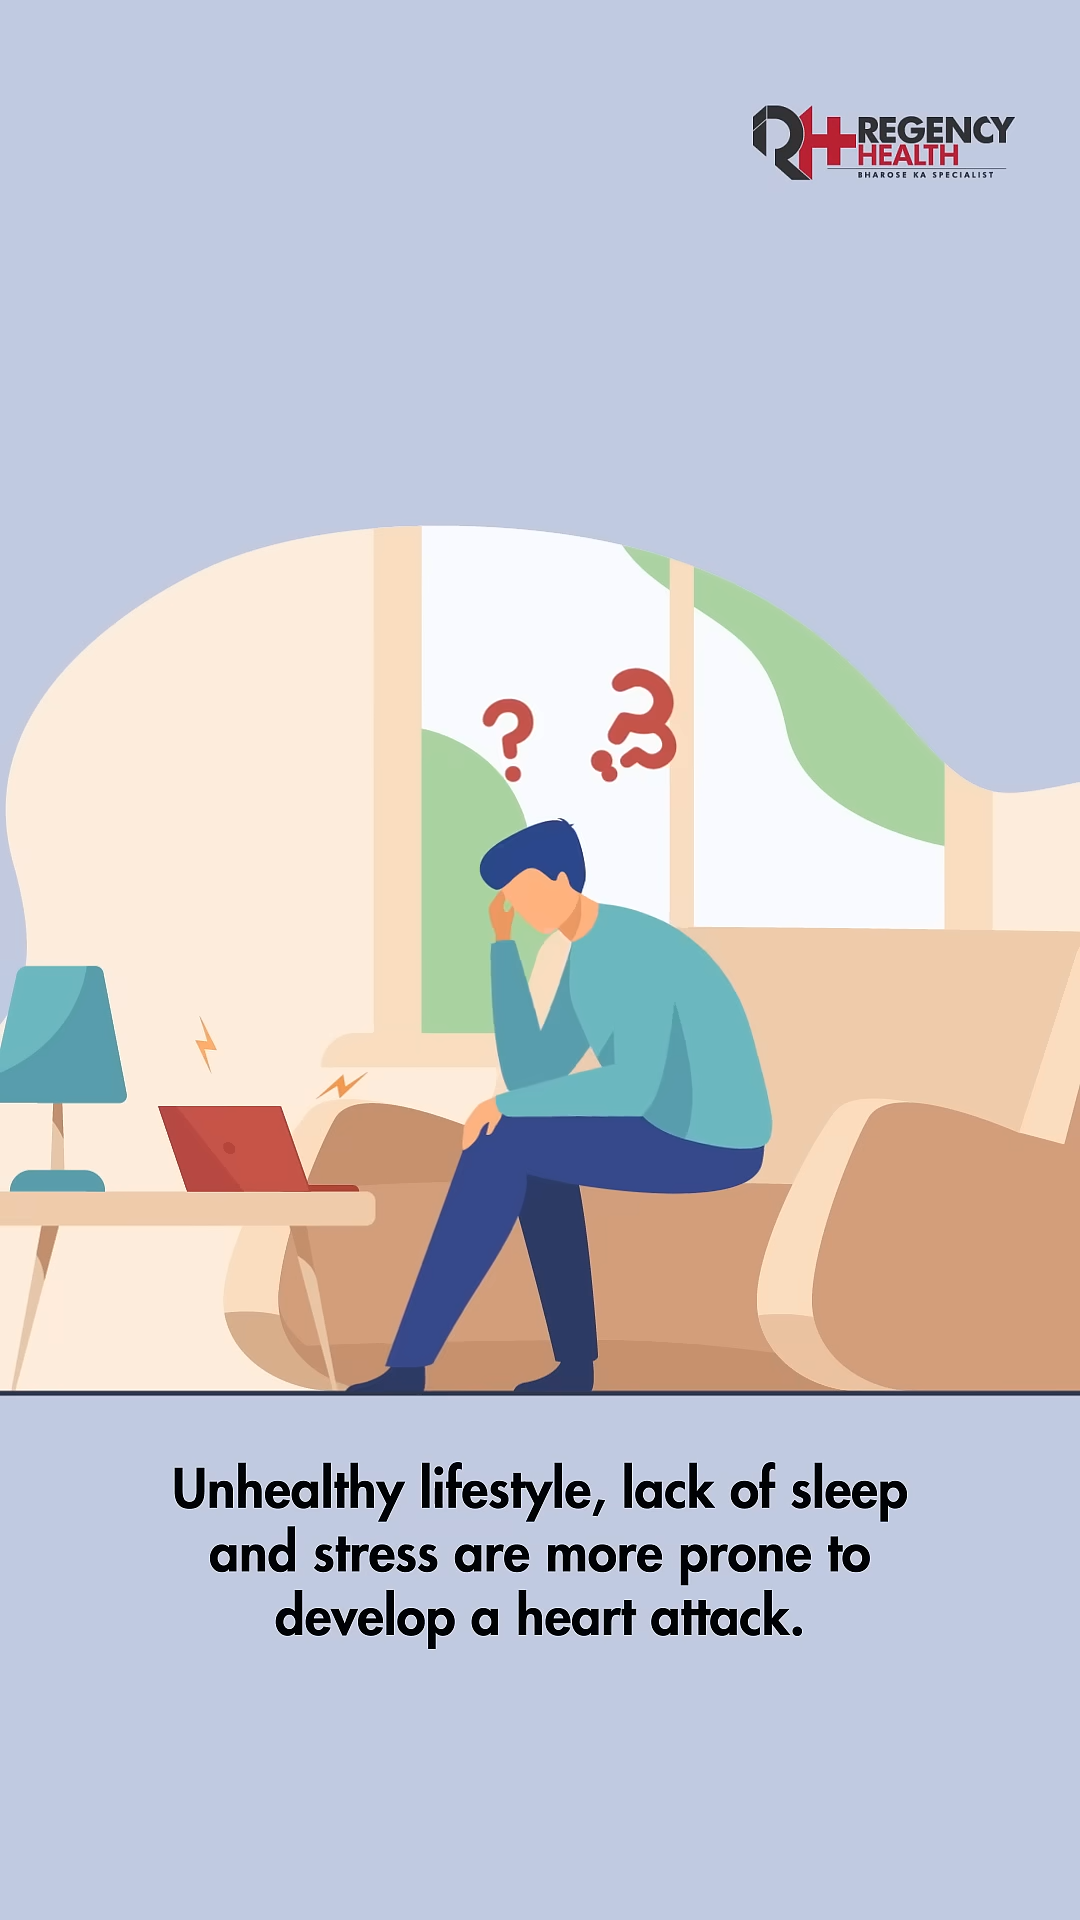 REGENCY
HEALTH
BHAROSE KA SPECIALIST
? ?
Unhealthy lifestyle, lack of sleep
and stress are more prone to
develop a heart attack.